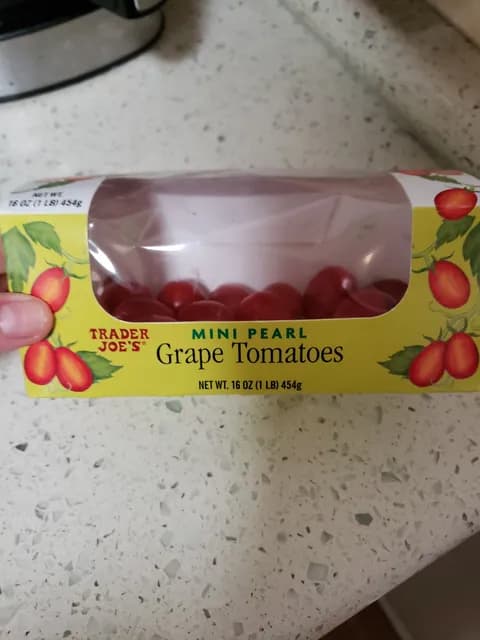 NET WT.
16 OZ (1 LB) 454g
TRADER
JOE'S®
MINI PEARL
Grape Tomatoes
NET WT. 16 OZ (1 LB) 454g